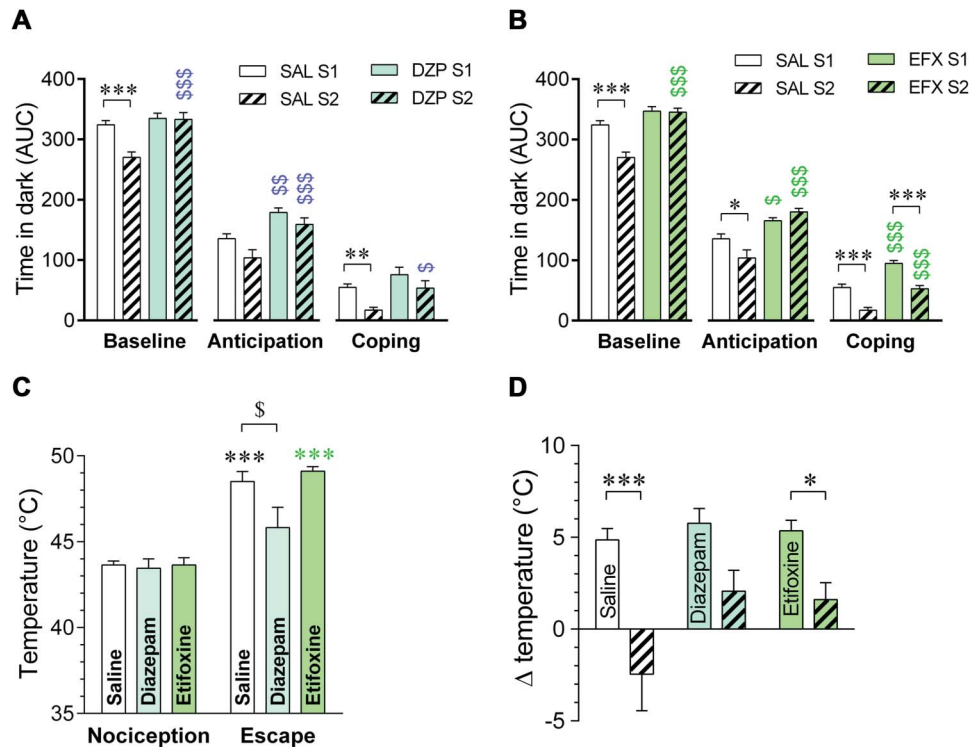 A
Time in dark (AUC)
400
300
200
100
0
SAL S1
SAL S2
DZP S1
DZP S2
***
$$$
$$
$$$
**
$
Baseline
Anticipation
Coping
B
Time in dark (AUC)
400
300
200
100
0
SAL S1
SAL S2
EFX S1
EFX S2
***
$$$
*
$
$$$
***
$$$
***
$$$
Baseline
Anticipation
Coping
C
Temperature (°C)
50
45
40
35
$
***
***
Saline
Diazepam
Etifoxine
Saline
Diazepam
Etifoxine
Nociception
Escape
D
Δ temperature (°C)
10
5
0
-5
***
*
Saline
Diazepam
Etifoxine